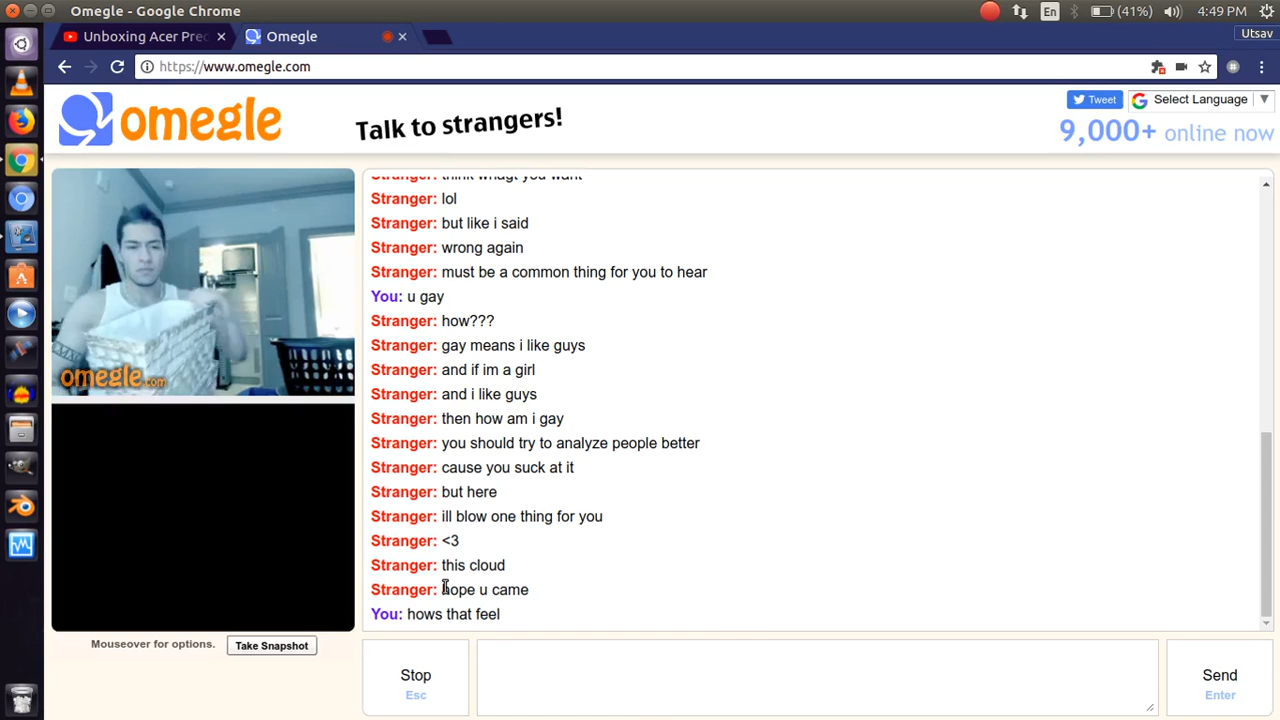 Omegle - Google Chrome
En
(41%)
4:49 PM
Unboxing Acer Prec
Omegle
Utsav
https://www.omegle.com
omegle
Talk to strangers!
Tweet
Select Language
9,000+ online now
omegle.com
Stranger: think whagt you want
Stranger: lol
Stranger: but like i said
Stranger: wrong again
Stranger: must be a common thing for you to hear
You: u gay
Stranger: how???
Stranger: gay means i like guys
Stranger: and if im a girl
Stranger: and i like guys
Stranger: then how am i gay
Stranger: you should try to analyze people better
Stranger: cause you suck at it
Stranger: but here
Stranger: ill blow one thing for you
Stranger: <3
Stranger: this cloud
Stranger: hope u came
You: hows that feel
Mouseover for options.
Take Snapshot
Stop
Esc
Send
Enter